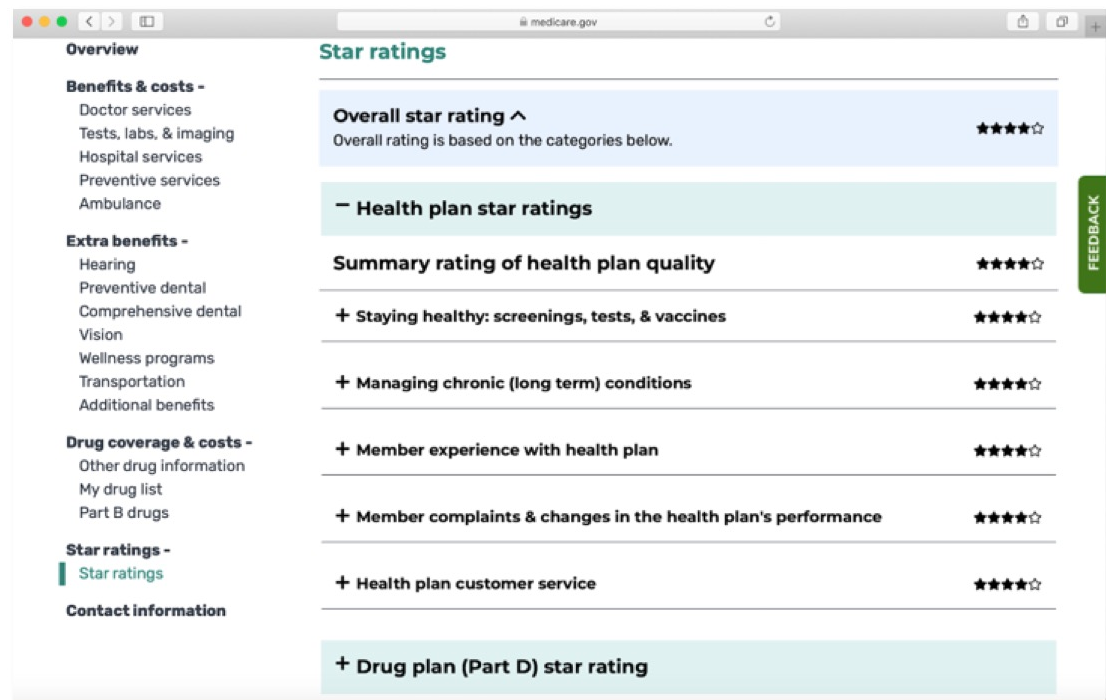 medicare.gov
Overview
Benefits & costs -
Doctor services
Tests, labs, & imaging
Hospital services
Preventive services
Ambulance
Extra benefits -
Hearing
Preventive dental
Comprehensive dental
Vision
Wellness programs
Transportation
Additional benefits
Drug coverage & costs -
Other drug information
My drug list
Part B drugs
Star ratings -
Star ratings
Contact information
Star ratings
Overall star rating
Overall rating is based on the categories below.
★★★★☆
− Health plan star ratings
Summary rating of health plan quality ★★★★☆
+ Staying healthy: screenings, tests, & vaccines ★★★★☆
+ Managing chronic (long term) conditions ★★★★☆
+ Member experience with health plan ★★★★☆
+ Member complaints & changes in the health plan's performance ★★★★☆
+ Health plan customer service ★★★★☆
+ Drug plan (Part D) star rating
FEEDBACK